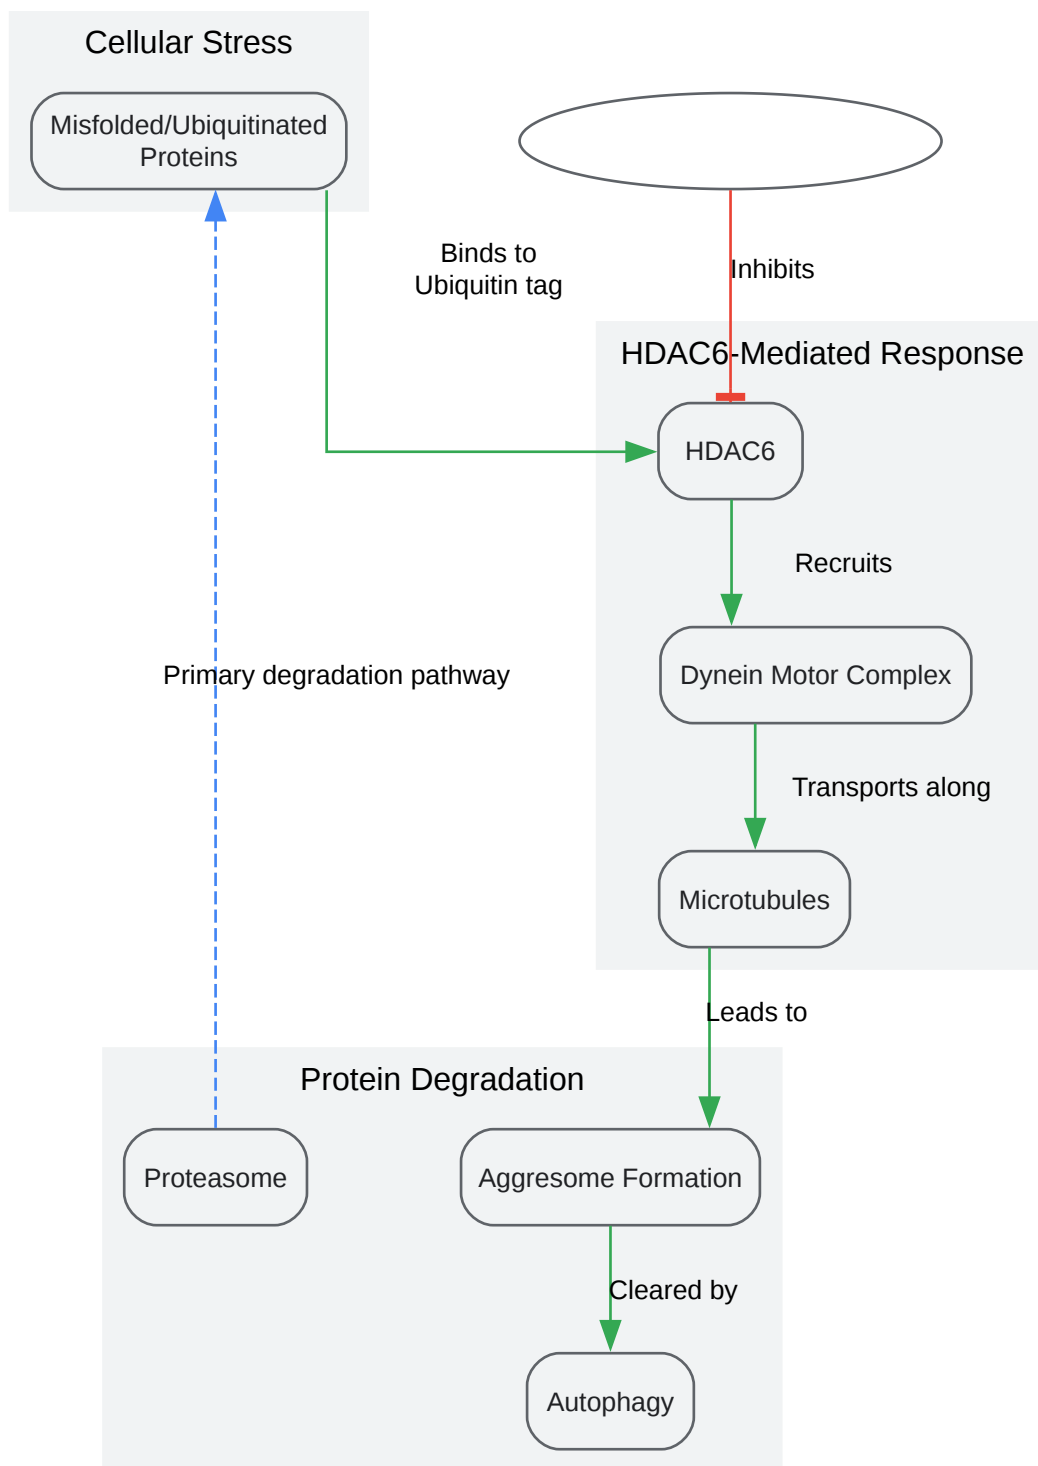 Cellular Stress
Misfolded/Ubiquitinated
Proteins
Binds to
Ubiquitin tag
Inhibits
HDAC6-Mediated Response
HDAC6
Recruits
Primary degradation pathway
Dynein Motor Complex
Transports along
Microtubules
Leads to
Protein Degradation
Proteasome
Aggresome Formation
Cleared by
Autophagy